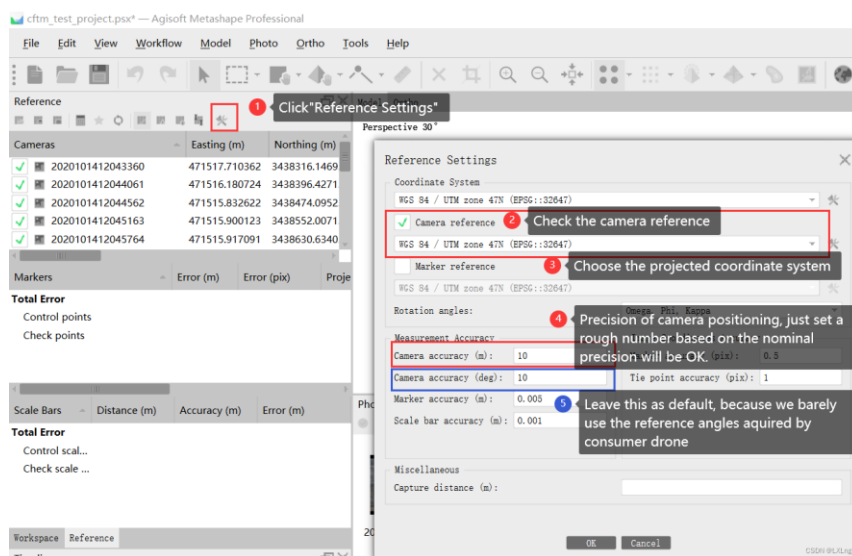 cftm_test_project.psx* — Agisoft Metashape Professional
File Edit View Workflow Model Photo Ortho Tools Help
Reference
1 Click"Reference Settings"
Model Ortho
Perspective 30°
Cameras Easting (m) Northing (m)
2020101412043360 471517.710362 3438316.1469
2020101412044061 471516.180724 3438396.4271
2020101412044562 471515.832622 3438474.0952
2020101412045163 471515.900123 3438552.0071
2020101412045764 471515.917091 3438630.6340
Markers Error (m) Error (pix) Proje
Total Error
Control points
Check points
Scale Bars Distance (m) Accuracy (m) Error (m)
Total Error
Control scal...
Check scale ...
Workspace Reference
Pho
20
Reference Settings
Coordinate System
WGS 84 / UTM zone 47N (EPSG::32647)
Camera reference
2 Check the camera reference
WGS 84 / UTM zone 47N (EPSG::32647)
Marker reference
3 Choose the projected coordinate system
WGS 84 / UTM zone 47N (EPSG::32647)
Rotation angles: Omega, Phi, Kappa
4 Precision of camera positioning, just set a
rough number based on the nominal
precision will be OK.
Measurement Accuracy
Camera accuracy (m): 10
(pix): 0.5
Camera accuracy (deg): 10
Tie point accuracy (pix): 1
Marker accuracy (m): 0.005
Scale bar accuracy (m): 0.001
5 Leave this as default, because we barely
use the reference angles aquired by
consumer drone
Miscellaneous
Capture distance (m):
OK Cancel